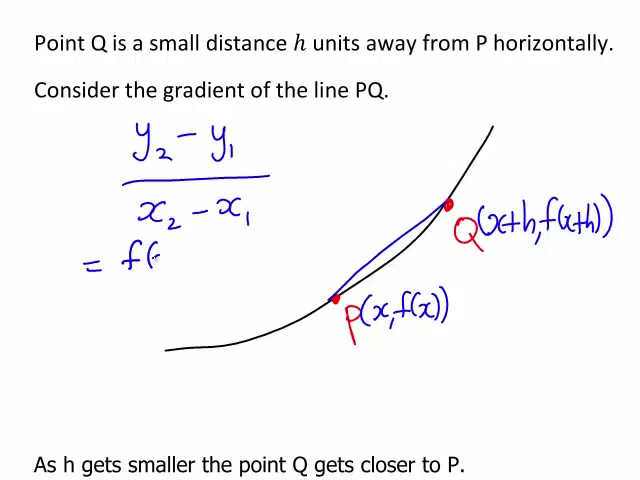 Point Q is a small distance h units away from P horizontally.
Consider the gradient of the line PQ.
y₂ − y₁
x₂ − x₁
= f(
Q(x+h, f(x+h))
P(x, f(x))
As h gets smaller the point Q gets closer to P.